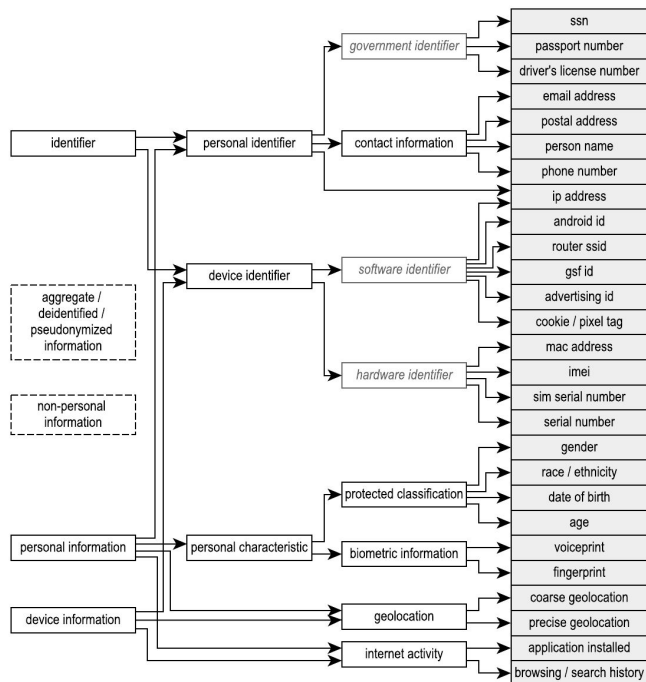 ssn
government identifier
passport number
driver's license number
email address
postal address
identifier
personal identifier
contact information
person name
phone number
ip address
android id
router ssid
device identifier
software identifier
gsf id
aggregate /
deidentified /
pseudonymized
information
advertising id
cookie / pixel tag
mac address
hardware identifier
imei
non-personal
information
sim serial number
serial number
gender
race / ethnicity
protected classification
date of birth
age
personal information
personal characteristic
biometric information
voiceprint
fingerprint
coarse geolocation
device information
geolocation
precise geolocation
application installed
internet activity
browsing / search history